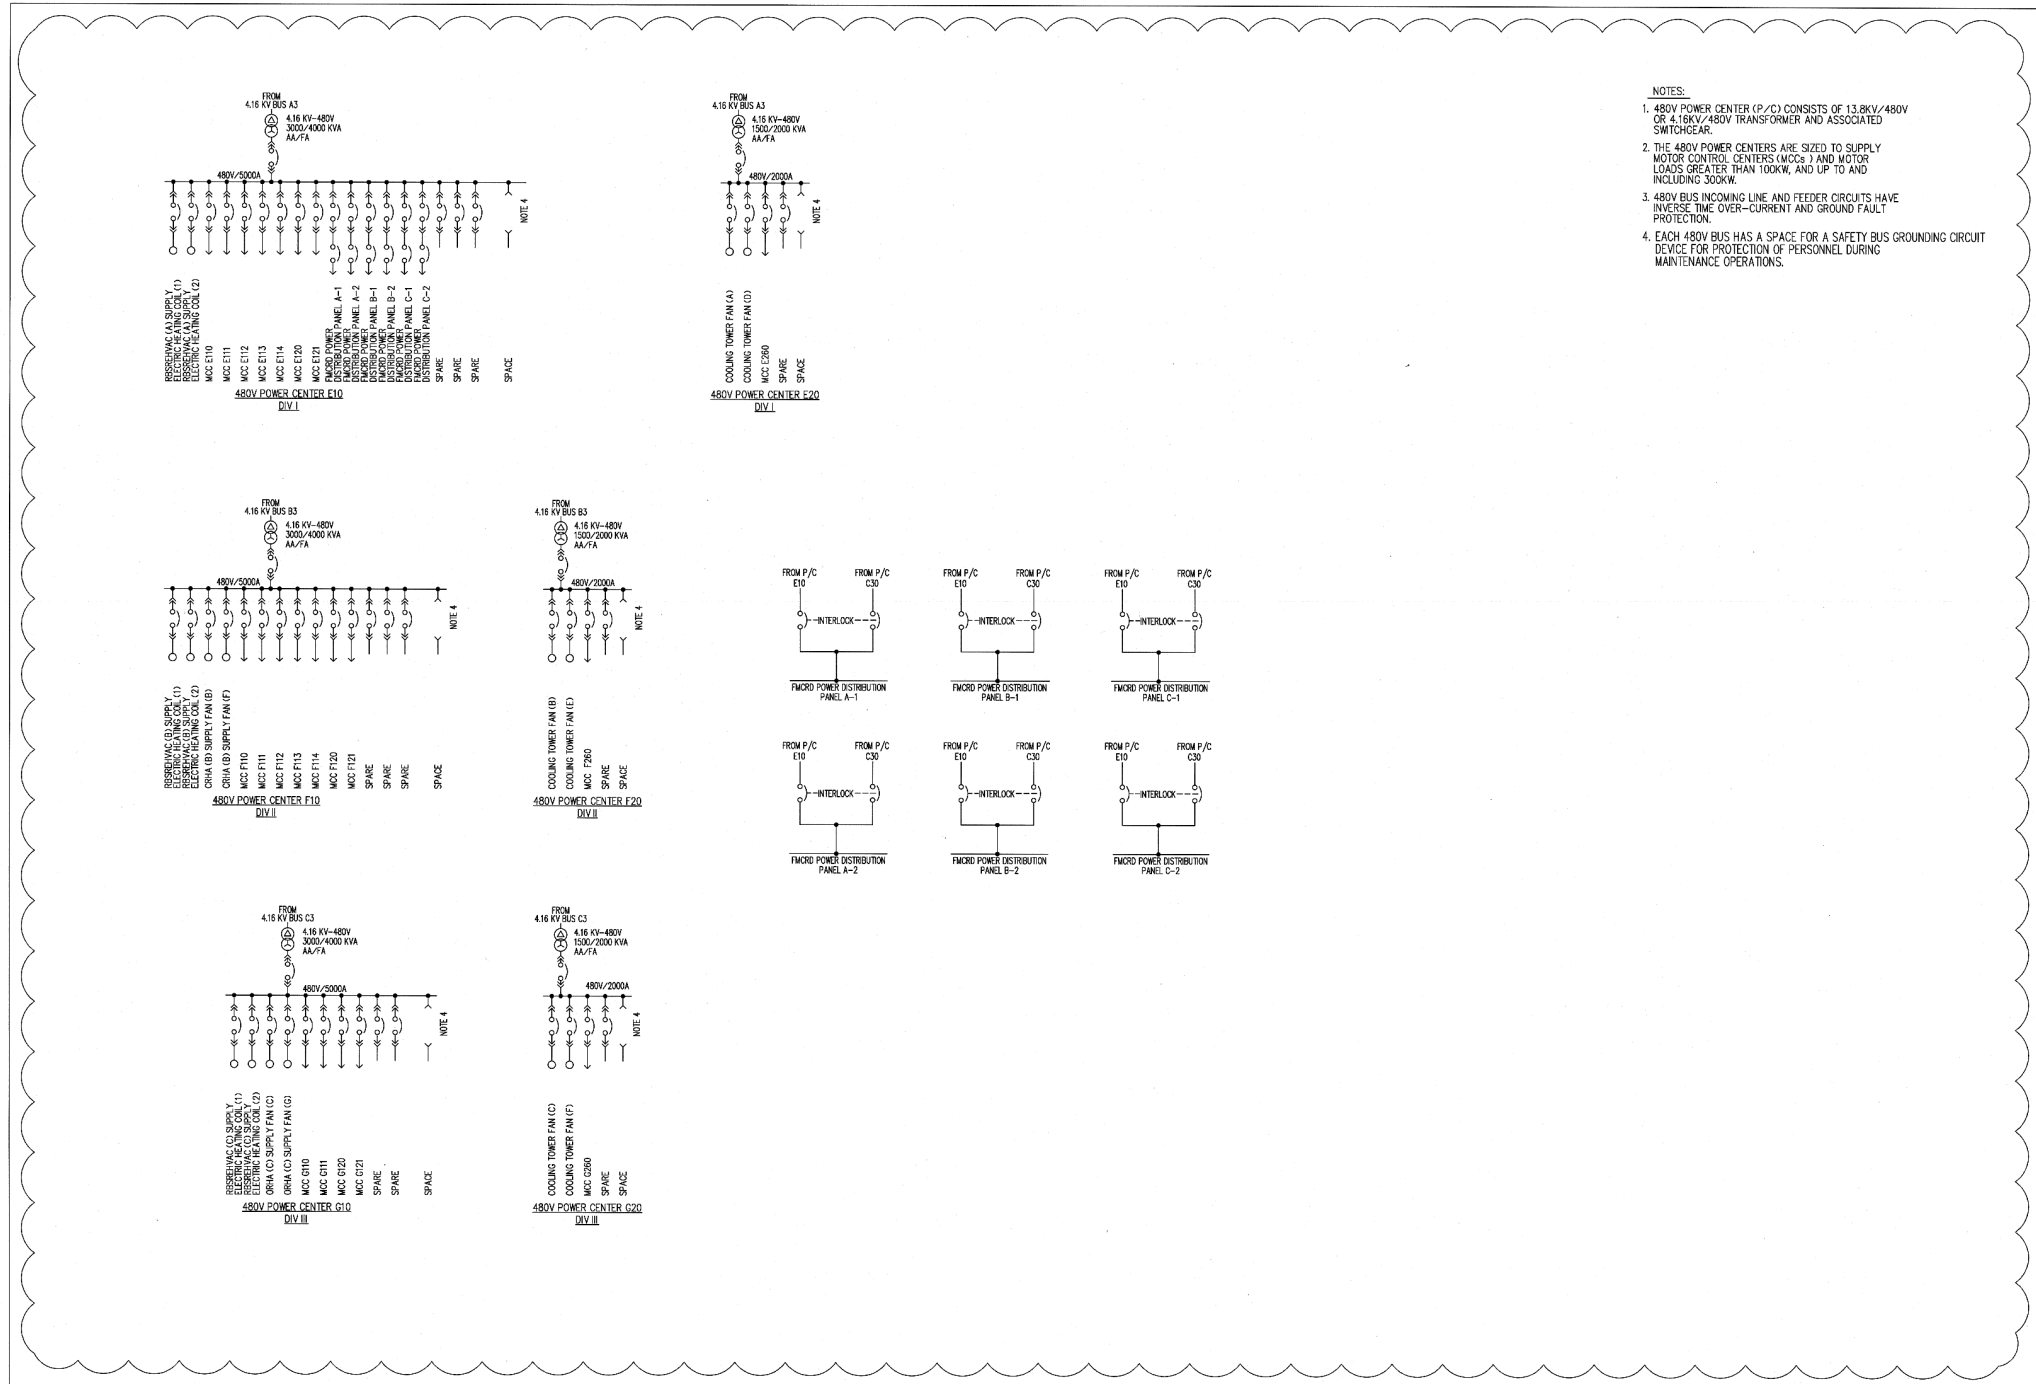 FROM
4.16 KV BUS A3
4.16 KV-480V
3000/4000 KVA
AA/FA
480V/5000A
NOTE 4
RBSREHVAC(A) SUPPLY
ELECTRIC HEATING COIL(1)
RBSREHVAC(A) SUPPLY
ELECTRIC HEATING COIL(2)
MCC E110
MCC E111
MCC E112
MCC E113
MCC E114
MCC E120
MCC E121
FMCRD POWER
DISTRIBUTION PANEL A-1
FMCRD POWER
DISTRIBUTION PANEL A-2
FMCRD POWER
DISTRIBUTION PANEL B-1
FMCRD POWER
DISTRIBUTION PANEL B-2
FMCRD POWER
DISTRIBUTION PANEL C-1
FMCRD POWER
DISTRIBUTION PANEL C-2
SPARE
SPARE
SPARE
SPACE
480V POWER CENTER E10
DIV I
FROM
4.16 KV BUS A3
4.16 KV-480V
1500/2000 KVA
AA/FA
480V/2000A
NOTE 4
COOLING TOWER FAN(A)
COOLING TOWER FAN(D)
MCC E260
SPARE
SPACE
480V POWER CENTER E20
DIV I
NOTES:
1. 480V POWER CENTER (P/C) CONSISTS OF 13.8KV/480V
OR 4.16KV/480V TRANSFORMER AND ASSOCIATED
SWITCHGEAR.
2. THE 480V POWER CENTERS ARE SIZED TO SUPPLY
MOTOR CONTROL CENTERS (MCCs ) AND MOTOR
LOADS GREATER THAN 100KW, AND UP TO AND
INCLUDING 300KW.
3. 480V BUS INCOMING LINE AND FEEDER CIRCUITS HAVE
INVERSE TIME OVER-CURRENT AND GROUND FAULT
PROTECTION.
4. EACH 480V BUS HAS A SPACE FOR A SAFETY BUS GROUNDING CIRCUIT
DEVICE FOR PROTECTION OF PERSONNEL DURING
MAINTENANCE OPERATIONS.
FROM
4.16 KV BUS B3
4.16 KV-480V
3000/4000 KVA
AA/FA
480V/5000A
NOTE 4
RBSREHVAC(B) SUPPLY
ELECTRIC HEATING COIL(1)
RBSREHVAC(B) SUPPLY
ELECTRIC HEATING COIL(2)
CRHA (B) SUPPLY FAN (B)
CRHA (B) SUPPLY FAN (F)
MCC F110
MCC F111
MCC F112
MCC F113
MCC F114
MCC F120
MCC F121
SPARE
SPARE
SPARE
SPACE
480V POWER CENTER F10
DIV II
FROM
4.16 KV BUS B3
4.16 KV-480V
1500/2000 KVA
AA/FA
480V/2000A
NOTE 4
COOLING TOWER FAN (B)
COOLING TOWER FAN (E)
MCC F260
SPARE
SPACE
480V POWER CENTER F20
DIV II
FROM P/C
E10
FROM P/C
C30
INTERLOCK
FMCRD POWER DISTRIBUTION
PANEL A-1
FROM P/C
E10
FROM P/C
C30
INTERLOCK
FMCRD POWER DISTRIBUTION
PANEL B-1
FROM P/C
E10
FROM P/C
C30
INTERLOCK
FMCRD POWER DISTRIBUTION
PANEL C-1
FROM P/C
E10
FROM P/C
C30
INTERLOCK
FMCRD POWER DISTRIBUTION
PANEL A-2
FROM P/C
E10
FROM P/C
C30
INTERLOCK
FMCRD POWER DISTRIBUTION
PANEL B-2
FROM P/C
E10
FROM P/C
C30
INTERLOCK
FMCRD POWER DISTRIBUTION
PANEL C-2
FROM
4.16 KV BUS C3
4.16 KV-480V
3000/4000 KVA
AA/FA
480V/5000A
NOTE 4
RBSREHVAC(C) SUPPLY
ELECTRIC HEATING COIL(1)
RBSREHVAC(C) SUPPLY
ELECTRIC HEATING COIL(2)
ORHA (C) SUPPLY FAN (C)
ORHA (C) SUPPLY FAN (G)
MCC G110
MCC G111
MCC G120
MCC G121
SPARE
SPARE
SPACE
480V POWER CENTER G10
DIV III
FROM
4.16 KV BUS C3
4.16 KV-480V
1500/2000 KVA
AA/FA
480V/2000A
NOTE 4
COOLING TOWER FAN (C)
COOLING TOWER FAN (F)
MCC G260
SPARE
SPACE
480V POWER CENTER G20
DIV III